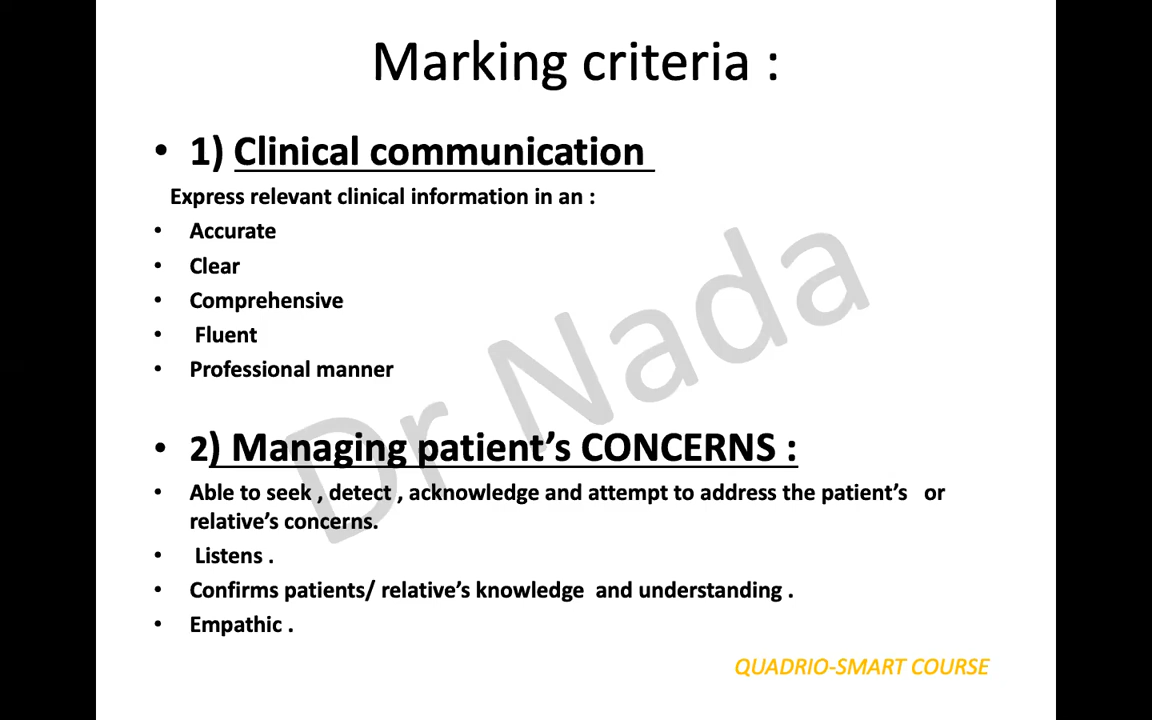 Marking criteria :
• 1) Clinical communication
Express relevant clinical information in an :
• Accurate
• Clear
• Comprehensive
• Fluent
• Professional manner
• 2) Managing patient's CONCERNS :
• Able to seek , detect , acknowledge and attempt to address the patient's or
relative's concerns.
• Listens .
• Confirms patients/ relative's knowledge and understanding .
• Empathic .
Dr Nada
QUADRIO-SMART COURSE